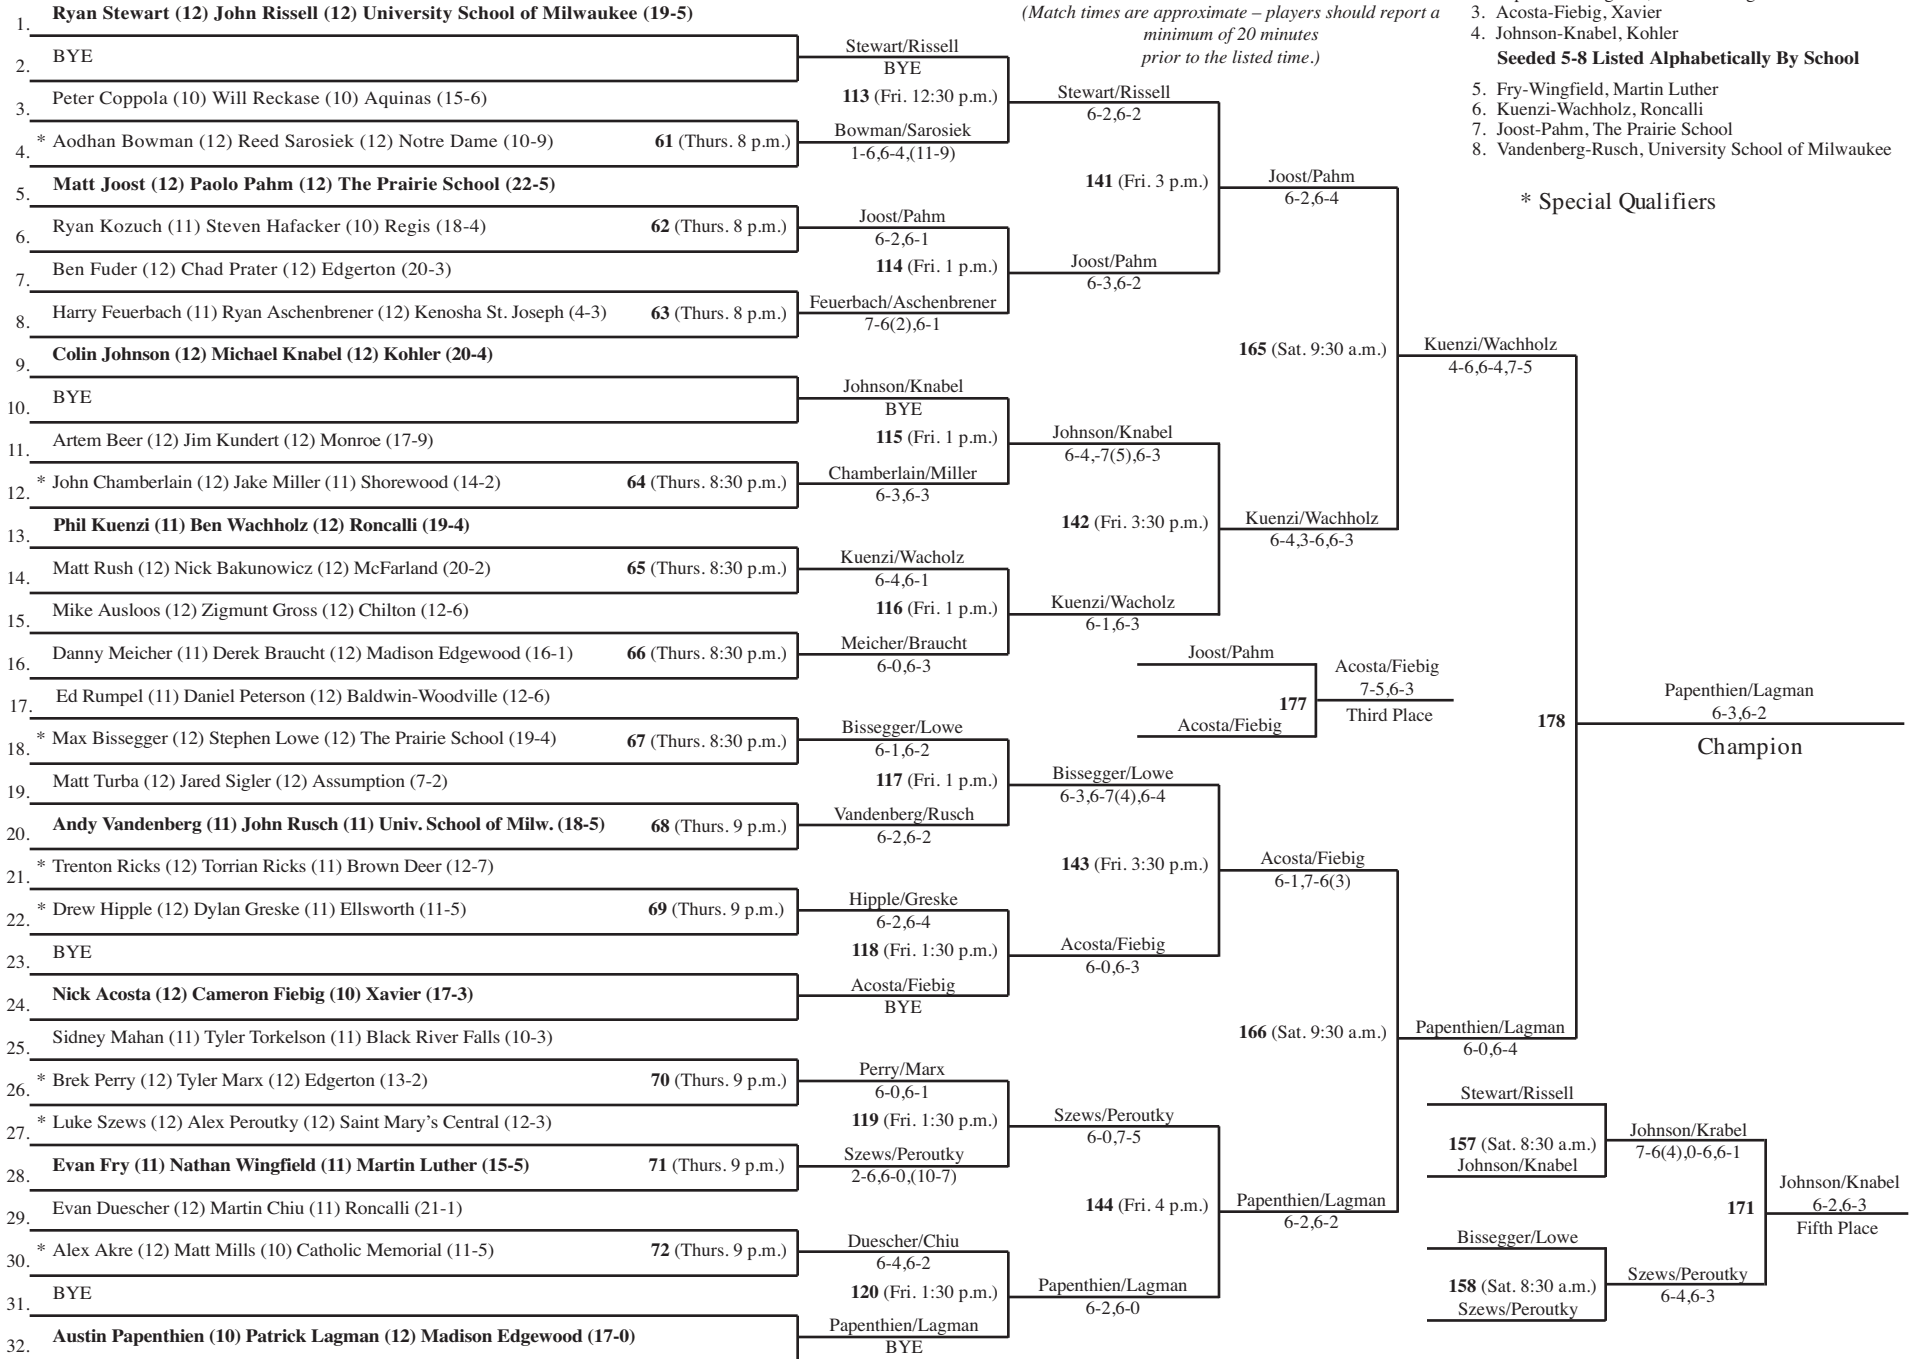 1. Ryan Stewart (12) John Rissell (12) University School of Milwaukee (19-5)
2. BYE
3. Peter Coppola (10) Will Reckase (10) Aquinas (15-6)
4. * Aodhan Bowman (12) Reed Sarosiek (12) Notre Dame (10-9) 61 (Thurs. 8 p.m.)
5. Matt Joost (12) Paolo Pahm (12) The Prairie School (22-5)
6. Ryan Kozuch (11) Steven Hafacker (10) Regis (18-4) 62 (Thurs. 8 p.m.)
7. Ben Fuder (12) Chad Prater (12) Edgerton (20-3)
8. Harry Feuerbach (11) Ryan Aschenbrener (12) Kenosha St. Joseph (4-3) 63 (Thurs. 8 p.m.)
9. Colin Johnson (12) Michael Knabel (12) Kohler (20-4)
10. BYE
11. Artem Beer (12) Jim Kundert (12) Monroe (17-9)
12. * John Chamberlain (12) Jake Miller (11) Shorewood (14-2) 64 (Thurs. 8:30 p.m.)
13. Phil Kuenzi (11) Ben Wachholz (12) Roncalli (19-4)
14. Matt Rush (12) Nick Bakunowicz (12) McFarland (20-2) 65 (Thurs. 8:30 p.m.)
15. Mike Ausloos (12) Zigmunt Gross (12) Chilton (12-6)
16. Danny Meicher (11) Derek Braucht (12) Madison Edgewood (16-1) 66 (Thurs. 8:30 p.m.)
17. Ed Rumpel (11) Daniel Peterson (12) Baldwin-Woodville (12-6)
18. * Max Bissegger (12) Stephen Lowe (12) The Prairie School (19-4) 67 (Thurs. 8:30 p.m.)
19. Matt Turba (12) Jared Sigler (12) Assumption (7-2)
20. Andy Vandenberg (11) John Rusch (11) Univ. School of Milw. (18-5) 68 (Thurs. 9 p.m.)
21. * Trenton Ricks (12) Torrian Ricks (11) Brown Deer (12-7)
22. * Drew Hipple (12) Dylan Greske (11) Ellsworth (11-5) 69 (Thurs. 9 p.m.)
23. BYE
24. Nick Acosta (12) Cameron Fiebig (10) Xavier (17-3)
25. Sidney Mahan (11) Tyler Torkelson (11) Black River Falls (10-3)
26. * Brek Perry (12) Tyler Marx (12) Edgerton (13-2) 70 (Thurs. 9 p.m.)
27. * Luke Szews (12) Alex Peroutky (12) Saint Mary's Central (12-3)
28. Evan Fry (11) Nathan Wingfield (11) Martin Luther (15-5) 71 (Thurs. 9 p.m.)
29. Evan Duescher (12) Martin Chiu (11) Roncalli (21-1)
30. * Alex Akre (12) Matt Mills (10) Catholic Memorial (11-5) 72 (Thurs. 9 p.m.)
31. BYE
32. Austin Papenthien (10) Patrick Lagman (12) Madison Edgewood (17-0)
Stewart/Rissell
BYE
113 (Fri. 12:30 p.m.)
Bowman/Sarosiek
1-6,6-4,(11-9)
Joost/Pahm
6-2,6-1
114 (Fri. 1 p.m.)
Feuerbach/Aschenbrener
7-6(2),6-1
Johnson/Knabel
BYE
115 (Fri. 1 p.m.)
Chamberlain/Miller
6-3,6-3
Kuenzi/Wacholz
6-4,6-1
116 (Fri. 1 p.m.)
Meicher/Braucht
6-0,6-3
Bissegger/Lowe
6-1,6-2
117 (Fri. 1 p.m.)
Vandenberg/Rusch
6-2,6-2
Hipple/Greske
6-2,6-4
118 (Fri. 1:30 p.m.)
Acosta/Fiebig
BYE
Perry/Marx
6-0,6-1
119 (Fri. 1:30 p.m.)
Szews/Peroutky
2-6,6-0,(10-7)
Duescher/Chiu
6-4,6-2
120 (Fri. 1:30 p.m.)
Papenthien/Lagman
BYE
(Match times are approximate – players should report a
minimum of 20 minutes
prior to the listed time.)
Stewart/Rissell
6-2,6-2
141 (Fri. 3 p.m.)
Joost/Pahm
6-3,6-2
Johnson/Knabel
6-4,-7(5),6-3
142 (Fri. 3:30 p.m.)
Kuenzi/Wacholz
6-1,6-3
Bissegger/Lowe
6-3,6-7(4),6-4
143 (Fri. 3:30 p.m.)
Acosta/Fiebig
6-0,6-3
Szews/Peroutky
6-0,7-5
144 (Fri. 4 p.m.)
Papenthien/Lagman
6-2,6-0
Joost/Pahm
6-2,6-4
165 (Sat. 9:30 a.m.)
Kuenzi/Wachholz
6-4,3-6,6-3
Acosta/Fiebig
6-1,7-6(3)
166 (Sat. 9:30 a.m.)
Papenthien/Lagman
6-2,6-2
Kuenzi/Wachholz
4-6,6-4,7-5
178
Papenthien/Lagman
6-0,6-4
Papenthien/Lagman
6-3,6-2
Champion
Joost/Pahm
177
Acosta/Fiebig
Acosta/Fiebig
7-5,6-3
Third Place
Stewart/Rissell
157 (Sat. 8:30 a.m.)
Johnson/Knabel
Johnson/Krabel
7-6(4),0-6,6-1
171
Bissegger/Lowe
158 (Sat. 8:30 a.m.)
Szews/Peroutky
Szews/Peroutky
6-4,6-3
Johnson/Knabel
6-2,6-3
Fifth Place
3. Acosta-Fiebig, Xavier
4. Johnson-Knabel, Kohler
Seeded 5-8 Listed Alphabetically By School
5. Fry-Wingfield, Martin Luther
6. Kuenzi-Wachholz, Roncalli
7. Joost-Pahm, The Prairie School
8. Vandenberg-Rusch, University School of Milwaukee
* Special Qualifiers